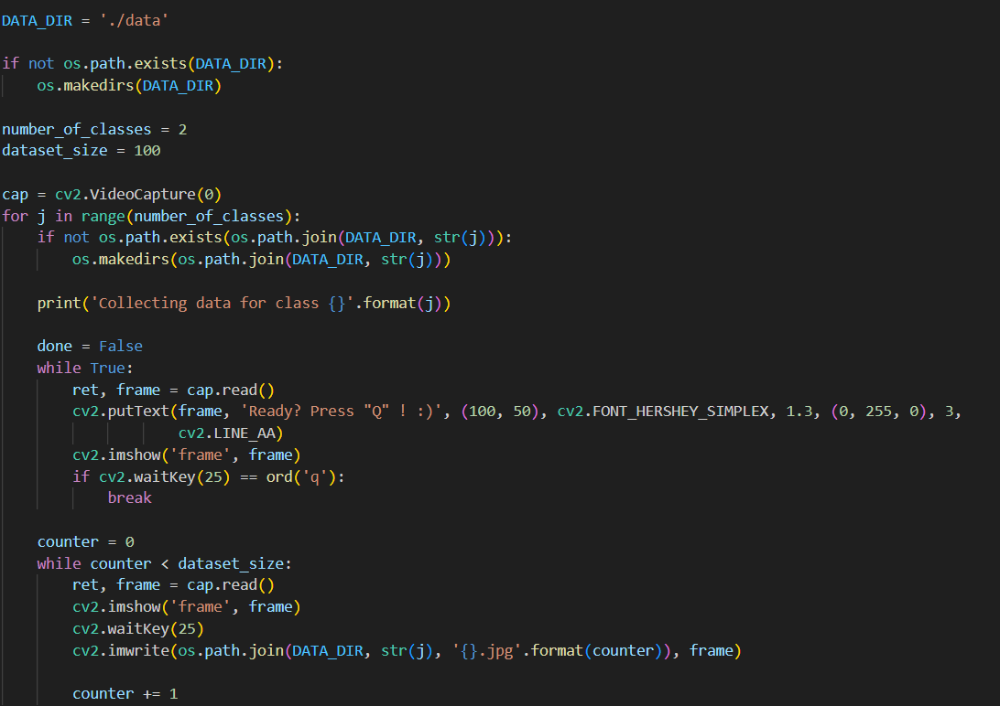 DATA_DIR = './data'
if not os.path.exists(DATA_DIR):
    os.makedirs(DATA_DIR)
number_of_classes = 2
dataset_size = 100
cap = cv2.VideoCapture(0)
for j in range(number_of_classes):
    if not os.path.exists(os.path.join(DATA_DIR, str(j))):
        os.makedirs(os.path.join(DATA_DIR, str(j)))
    print('Collecting data for class {}'.format(j))
    done = False
    while True:
        ret, frame = cap.read()
        cv2.putText(frame, 'Ready? Press "Q" ! :)', (100, 50), cv2.FONT_HERSHEY_SIMPLEX, 1.3, (0, 255, 0), 3,
                    cv2.LINE_AA)
        cv2.imshow('frame', frame)
        if cv2.waitKey(25) == ord('q'):
            break
    counter = 0
    while counter < dataset_size:
        ret, frame = cap.read()
        cv2.imshow('frame', frame)
        cv2.waitKey(25)
        cv2.imwrite(os.path.join(DATA_DIR, str(j), '{}.jpg'.format(counter)), frame)
        counter += 1